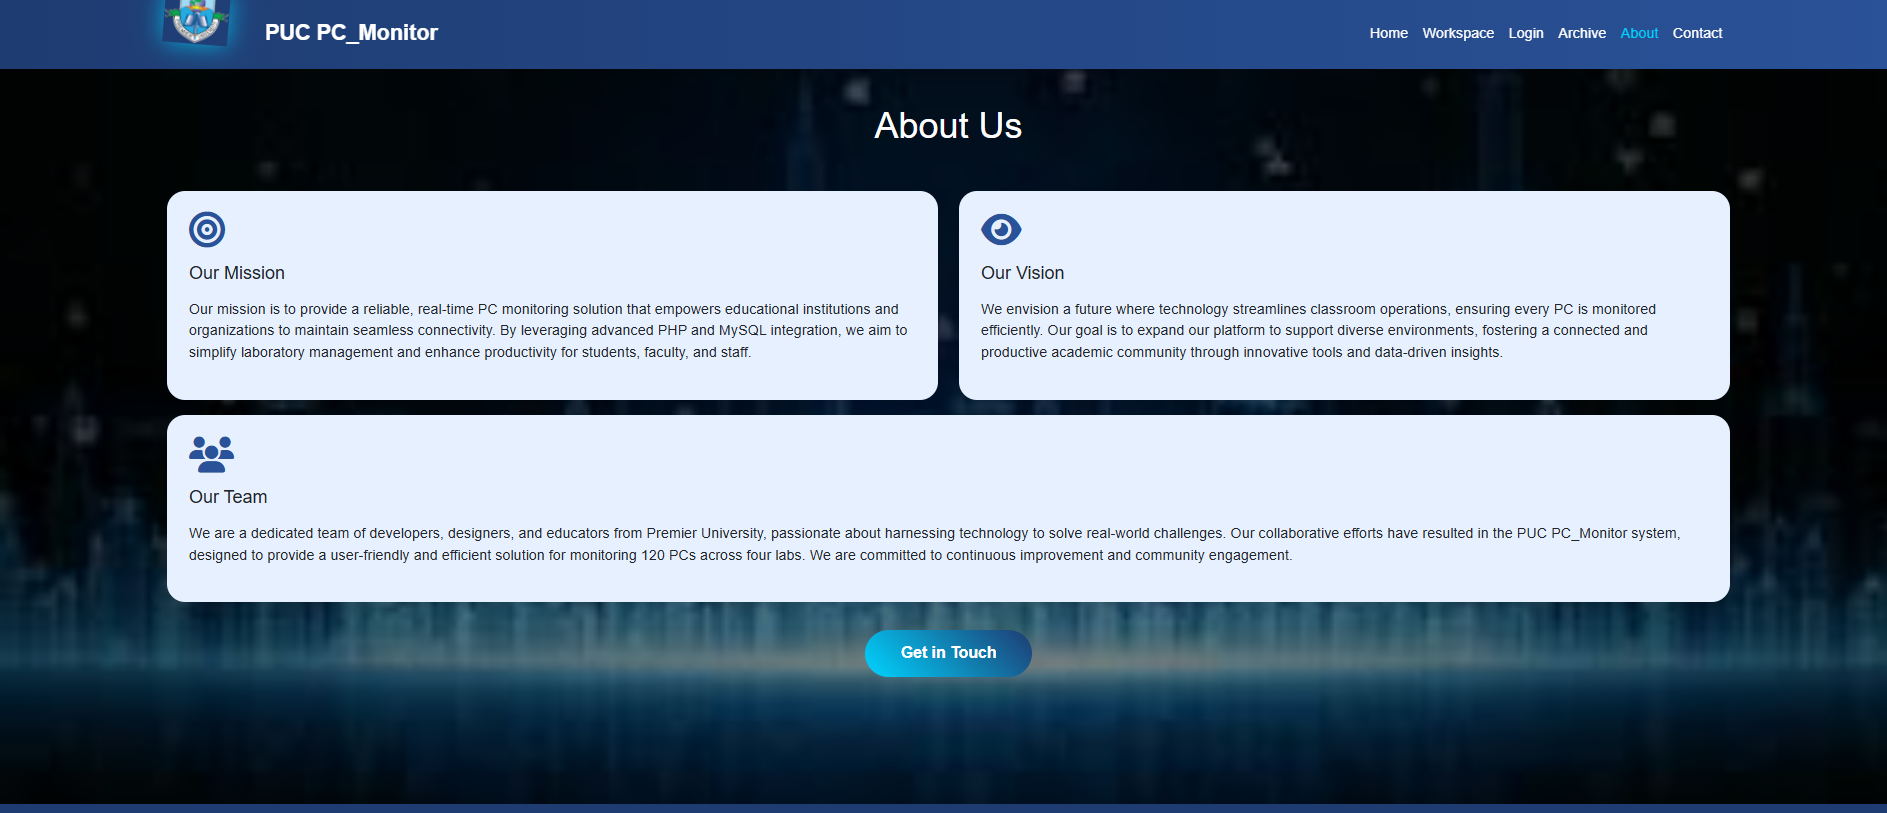 PUC PC_Monitor
Home Workspace Login Archive About Contact
About Us
Our Mission
Our mission is to provide a reliable, real-time PC monitoring solution that empowers educational institutions and
organizations to maintain seamless connectivity. By leveraging advanced PHP and MySQL integration, we aim to
simplify laboratory management and enhance productivity for students, faculty, and staff.
Our Vision
We envision a future where technology streamlines classroom operations, ensuring every PC is monitored
efficiently. Our goal is to expand our platform to support diverse environments, fostering a connected and
productive academic community through innovative tools and data-driven insights.
Our Team
We are a dedicated team of developers, designers, and educators from Premier University, passionate about harnessing technology to solve real-world challenges. Our collaborative efforts have resulted in the PUC PC_Monitor system,
designed to provide a user-friendly and efficient solution for monitoring 120 PCs across four labs. We are committed to continuous improvement and community engagement.
Get in Touch